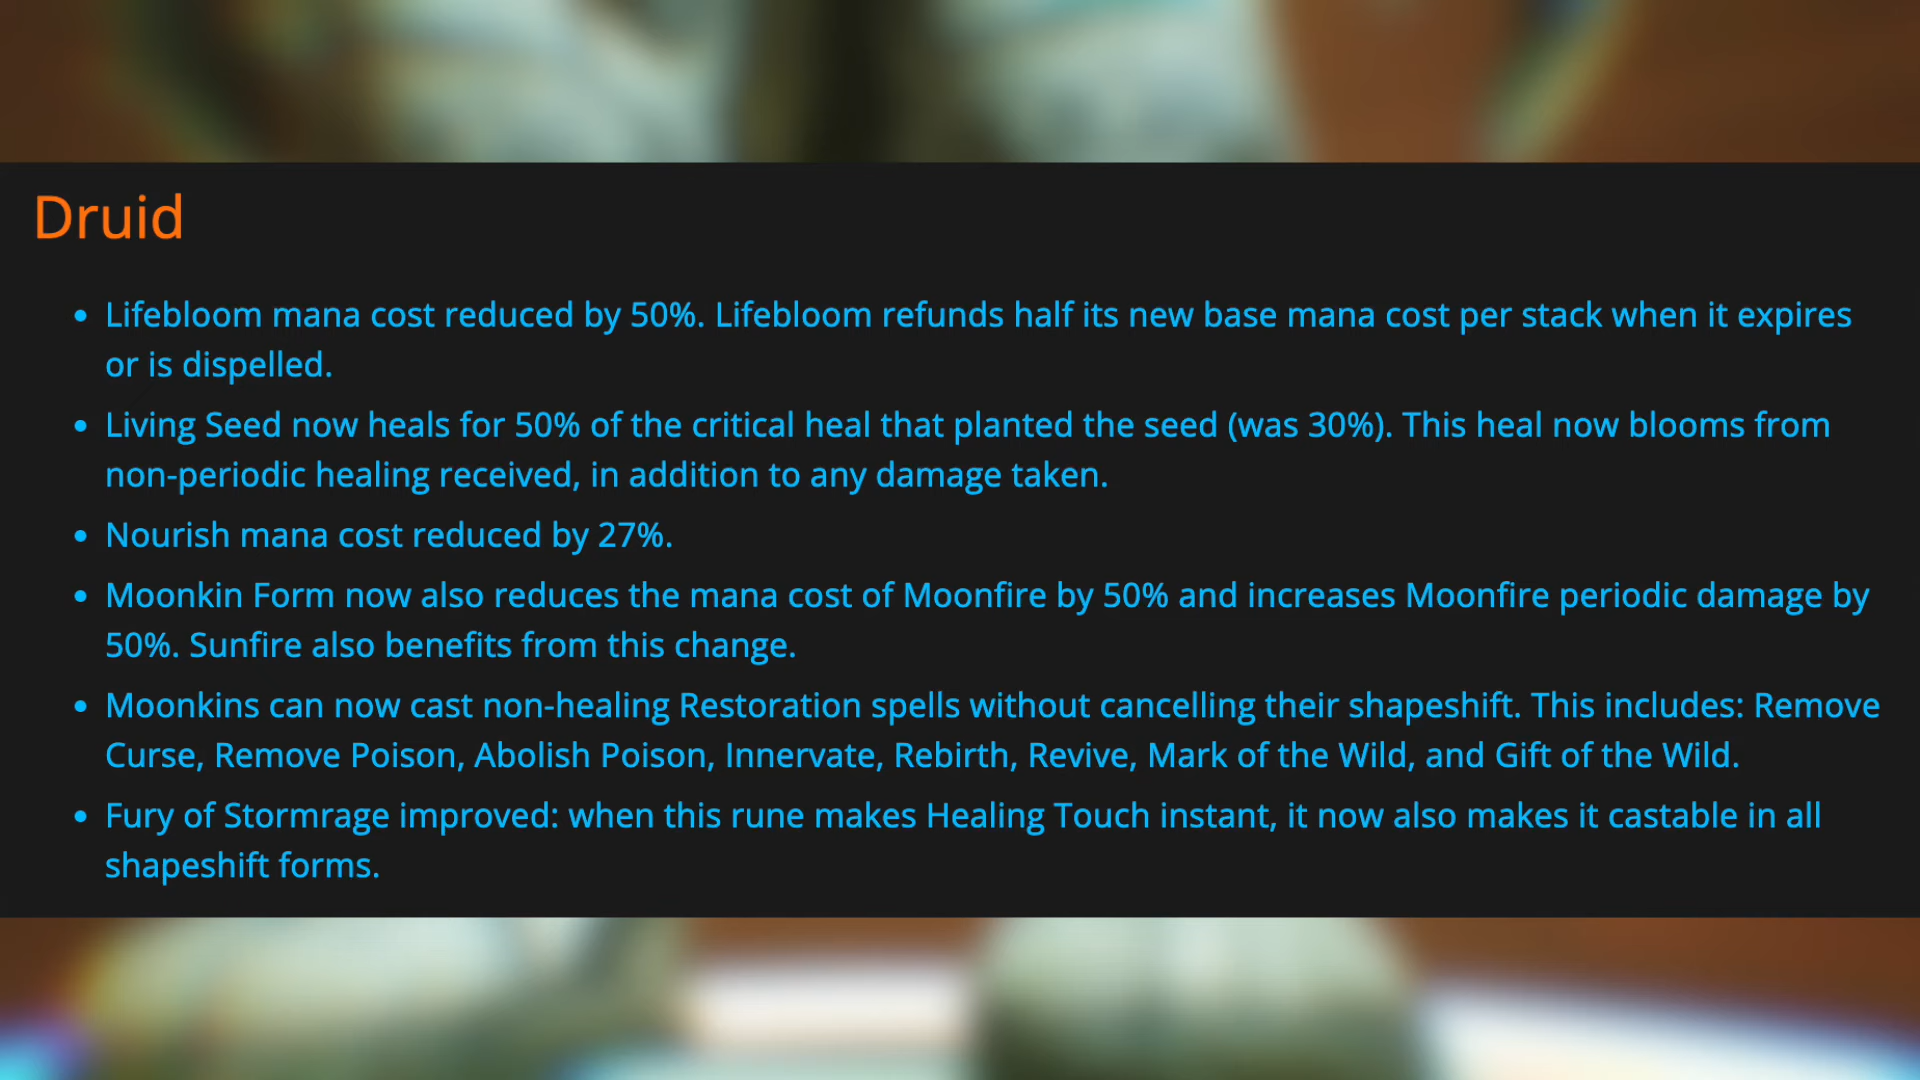 Druid
• Lifebloom mana cost reduced by 50%. Lifebloom refunds half its new base mana cost per stack when it expires
or is dispelled.
• Living Seed now heals for 50% of the critical heal that planted the seed (was 30%). This heal now blooms from
non-periodic healing received, in addition to any damage taken.
• Nourish mana cost reduced by 27%.
• Moonkin Form now also reduces the mana cost of Moonfire by 50% and increases Moonfire periodic damage by
50%. Sunfire also benefits from this change.
• Moonkins can now cast non-healing Restoration spells without cancelling their shapeshift. This includes: Remove
Curse, Remove Poison, Abolish Poison, Innervate, Rebirth, Revive, Mark of the Wild, and Gift of the Wild.
• Fury of Stormrage improved: when this rune makes Healing Touch instant, it now also makes it castable in all
shapeshift forms.